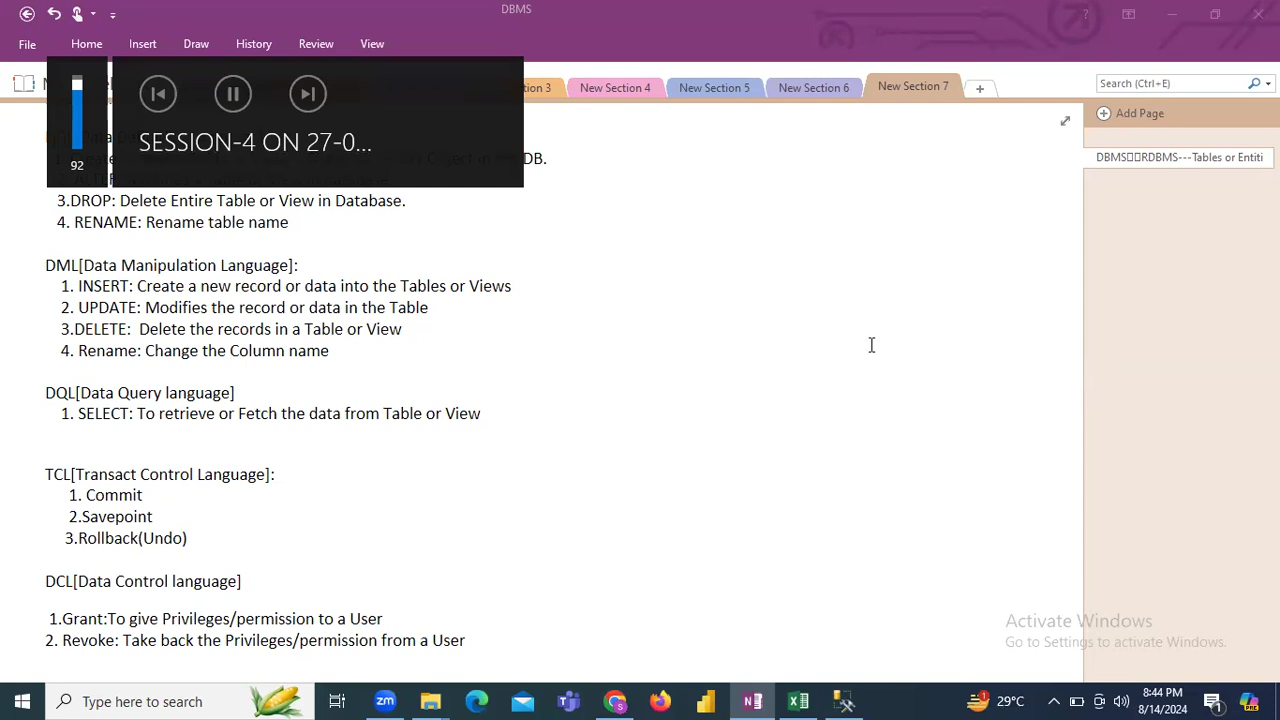 DBMS
File Home Insert Draw History Review View
tion 3 New Section 4 New Section 5 New Section 6 New Section 7 +
Search (Ctrl+E)
Add Page
DBMS▯▯RDBMS---Tables or Entiti
92
SESSION-4 ON 27-0...
DB.
3.DROP: Delete Entire Table or View in Database.
4. RENAME: Rename table name
DML[Data Manipulation Language]:
1. INSERT: Create a new record or data into the Tables or Views
2. UPDATE: Modifies the record or data in the Table
3.DELETE: Delete the records in a Table or View
4. Rename: Change the Column name
DQL[Data Query language]
1. SELECT: To retrieve or Fetch the data from Table or View
TCL[Transact Control Language]:
1. Commit
2.Savepoint
3.Rollback(Undo)
DCL[Data Control language]
1.Grant:To give Privileges/permission to a User
2. Revoke: Take back the Privileges/permission from a User
Activate Windows
Go to Settings to activate Windows.
Type here to search
29°C
8:44 PM
8/14/2024